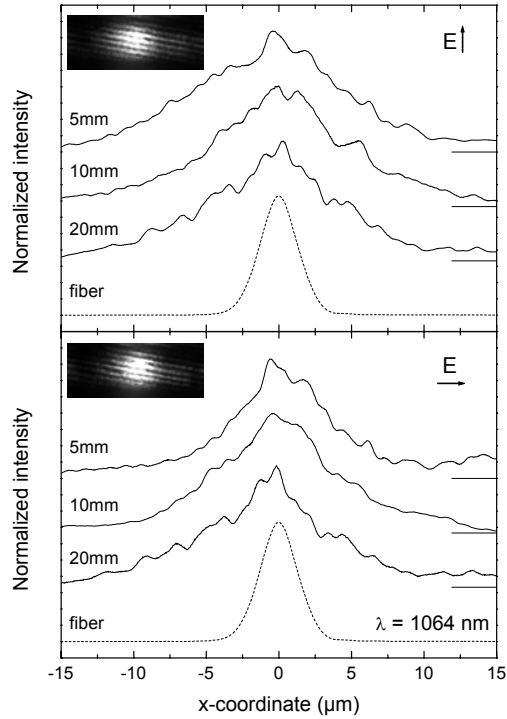 Normalized intensity
E
5mm
10mm
20mm
fiber
Normalized intensity
E
5mm
10mm
20mm
fiber
λ = 1064 nm
-15 -10 -5 0 5 10 15
x-coordinate (μm)